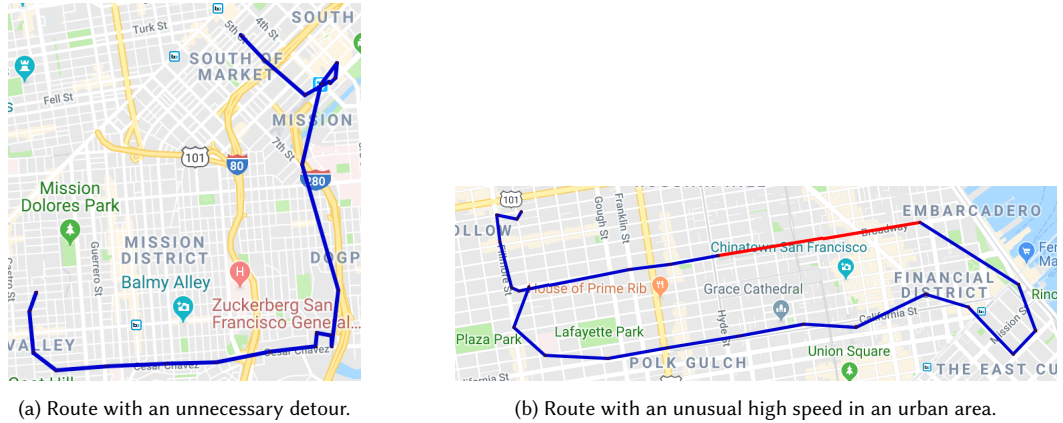 Turk St
5th
4th St
SOUTH
SOUTH OF
MARKET
Fell St
MISSION
101
7th St
80
280
Mission
Dolores Park
MISSION
DISTRICT
DOGP
Guerrero St
Castro St
Balmy Alley
H
Zuckerberg San
Francisco General...
VALLEY
Cesar Chavez
Cesar Chavez
(a) Route with an unnecessary detour.
101
Gough St
Franklin St
OLLOW
Fillmore St
EMBARCADERO
Broadway
Chinatown San Francisco
House of Prime Rib
Grace Cathedral
FINANCIAL
DISTRICT
California St
Mission S
Hyde St
Plaza Park
Lafayette Park
POLK GULCH
Union Square
THE EAST CU
(b) Route with an unusual high speed in an urban area.